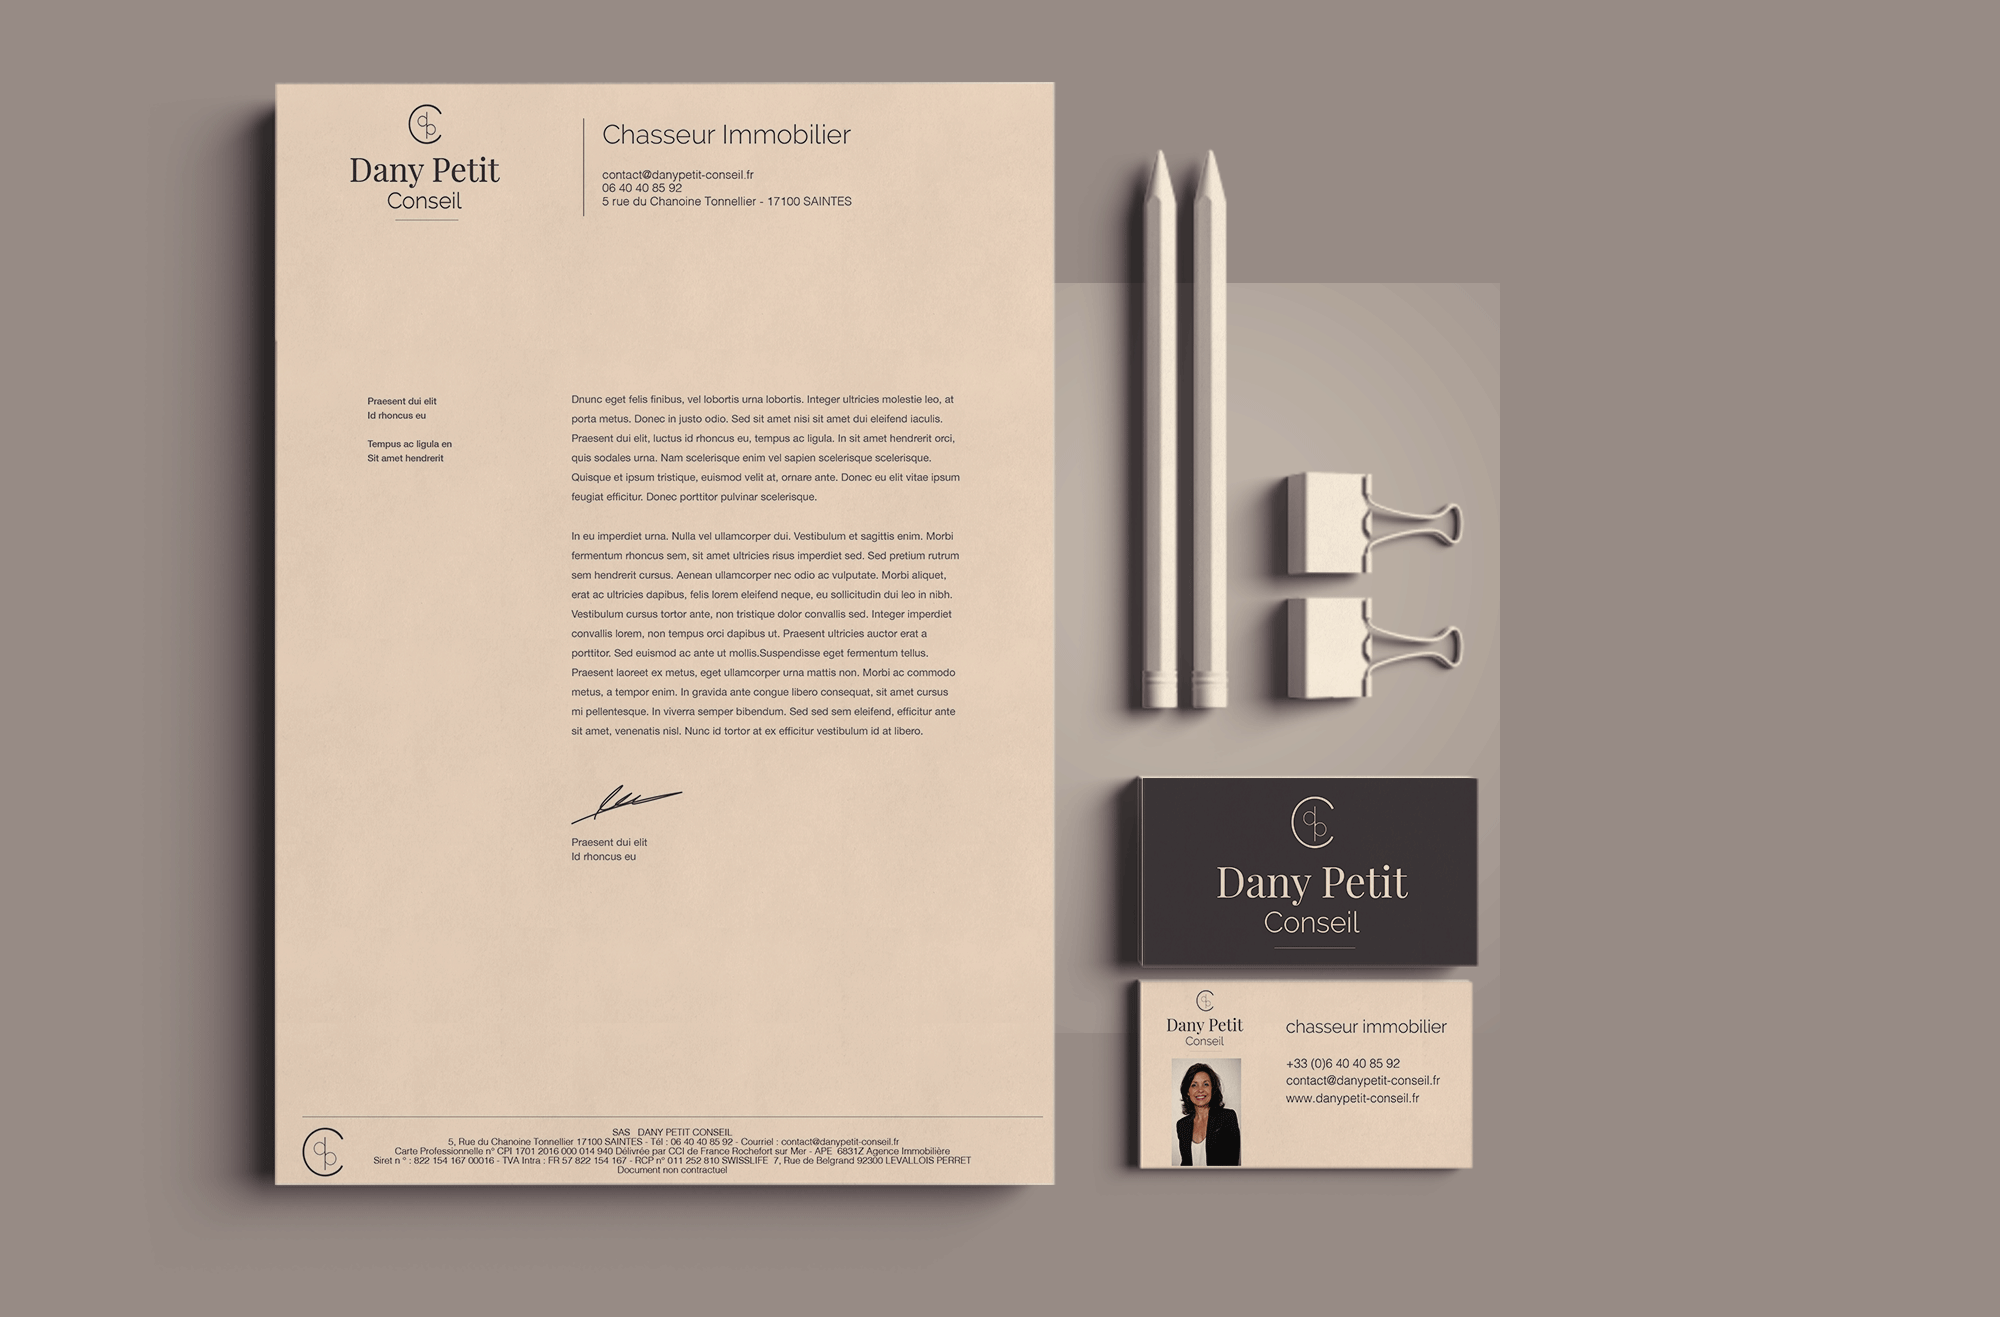 Cdp
Dany Petit
Conseil
Chasseur Immobilier
contact@danypetit-conseil.fr
06 40 40 85 92
5 rue du Chanoine Tonnellier - 17100 SAINTES
Praesent dui elit
Id rhoncus eu
Tempus ac ligula en
Sit amet hendrerit
Dnunc eget felis finibus, vel lobortis urna lobortis. Integer ultricies molestie leo, at
porta metus. Donec in justo odio. Sed sit amet nisi sit amet dui eleifend iaculis.
Praesent dui elit, luctus id rhoncus eu, tempus ac ligula. In sit amet hendrerit orci,
quis sodales urna. Nam scelerisque enim vel sapien scelerisque scelerisque.
Quisque et ipsum tristique, euismod velit at, ornare ante. Donec eu elit vitae ipsum
feugiat efficitur. Donec porttitor pulvinar scelerisque.
In eu imperdiet urna. Nulla vel ullamcorper dui. Vestibulum et sagittis enim. Morbi
fermentum rhoncus sem, sit amet ultricies risus imperdiet sed. Sed pretium rutrum
sem hendrerit cursus. Aenean ullamcorper nec odio ac vulputate. Morbi aliquet,
erat ac ultricies dapibus, felis lorem eleifend neque, eu sollicitudin dui leo in nibh.
Vestibulum cursus tortor ante, non tristique dolor convallis sed. Integer imperdiet
convallis lorem, non tempus orci dapibus ut. Praesent ultricies auctor erat a
porttitor. Sed euismod ac ante ut mollis.Suspendisse eget fermentum tellus.
Praesent laoreet ex metus, eget ullamcorper urna mattis non. Morbi ac commodo
metus, a tempor enim. In gravida ante congue libero consequat, sit amet cursus
mi pellentesque. In viverra semper bibendum. Sed sed sem eleifend, efficitur ante
sit amet, venenatis nisl. Nunc id tortor at ex efficitur vestibulum id at libero.
Praesent dui elit
Id rhoncus eu
Cdp
SAS DANY PETIT CONSEIL
5, Rue du Chanoine Tonnellier 17100 SAINTES - Tél : 06 40 40 85 92 - Courriel : contact@danypetit-conseil.fr
Carte Professionnelle n° CPI 1701 2016 000 014 940 Délivrée par CCI de France Rochefort sur Mer - APE 6831Z Agence Immobilière
Siret n ° : 822 154 167 00016 - TVA Intra : FR 57 822 154 167 - RCP n° 011 252 810 SWISSLIFE 7, Rue de Belgrand 92300 LEVALLOIS PERRET
Document non contractuel
Cdp
Dany Petit
Conseil
Cdp
Dany Petit
Conseil
chasseur immobilier
+33 (0)6 40 40 85 92
contact@danypetit-conseil.fr
www.danypetit-conseil.fr